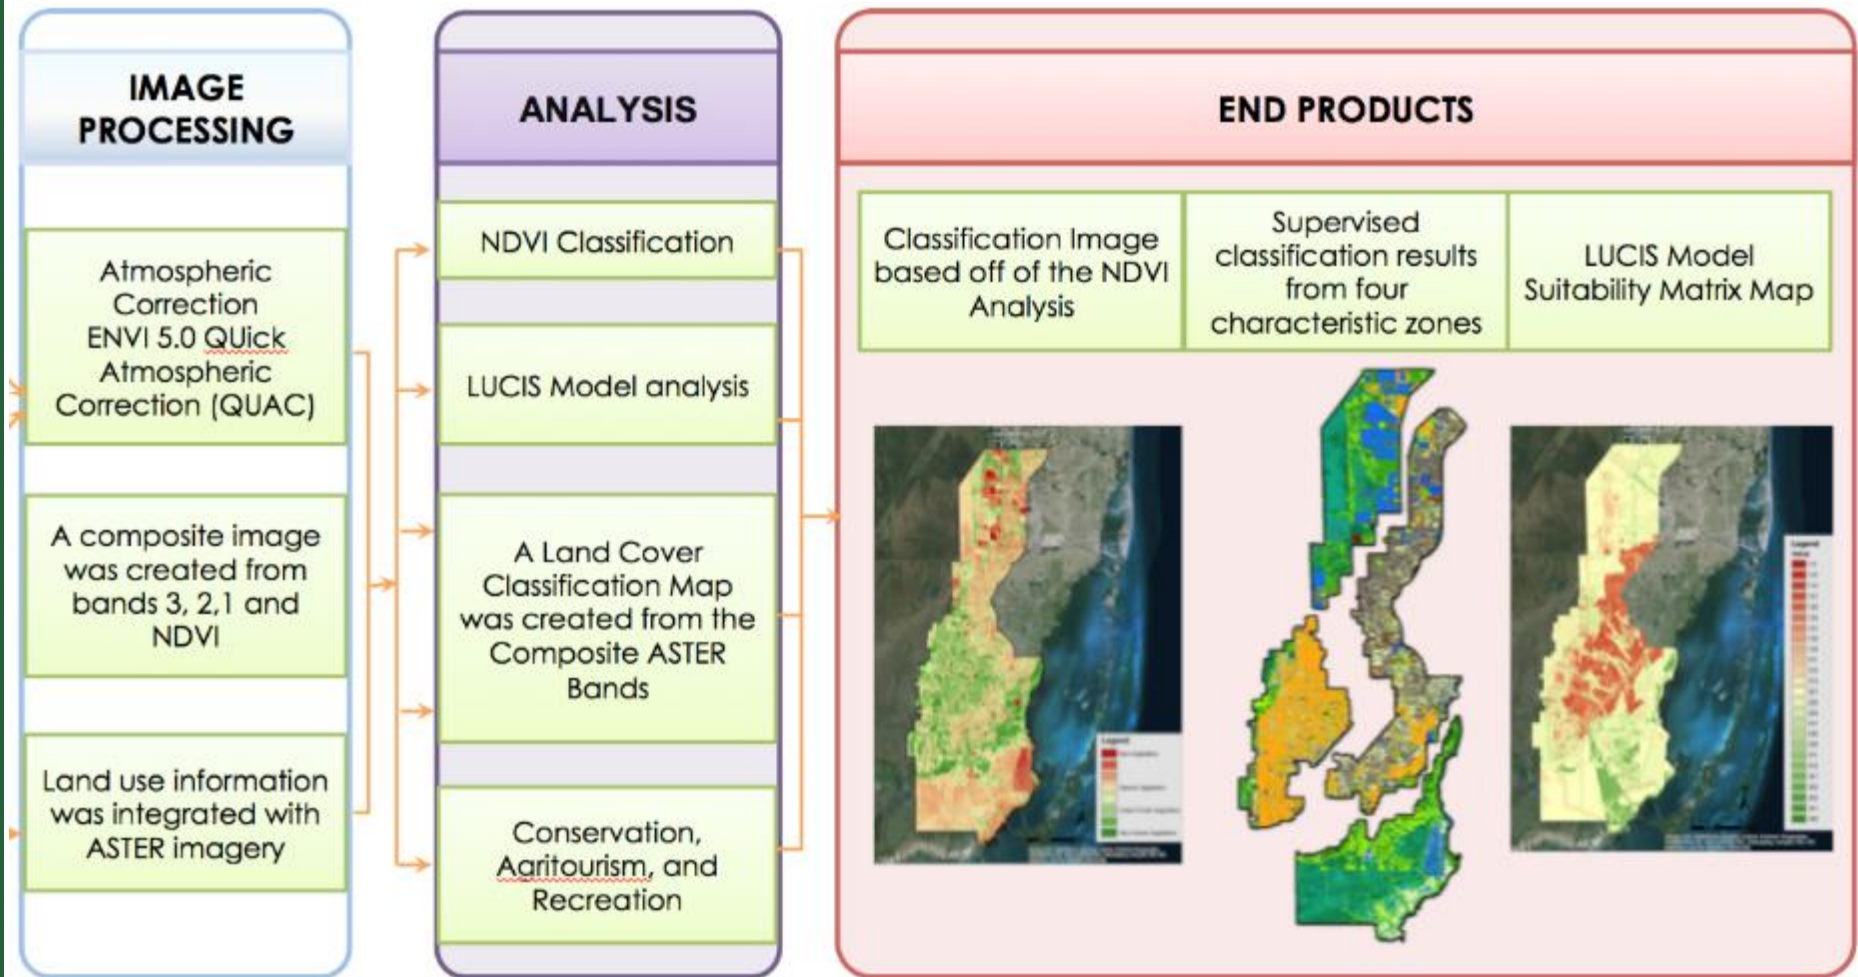 IMAGE
PROCESSING
Atmospheric
Correction
ENVI 5.0 QUick
Atmospheric
Correction (QUAC)
A composite image
was created from
bands 3, 2,1 and
NDVI
Land use information
was integrated with
ASTER imagery
ANALYSIS
NDVI Classification
LUCIS Model analysis
A Land Cover
Classification Map
was created from the
Composite ASTER
Bands
Conservation,
Agritourism, and
Recreation
END PRODUCTS
Classification Image
based off of the NDVI
Analysis
Supervised
classification results
from four
characteristic zones
LUCIS Model
Suitability Matrix Map
Legend
Legend